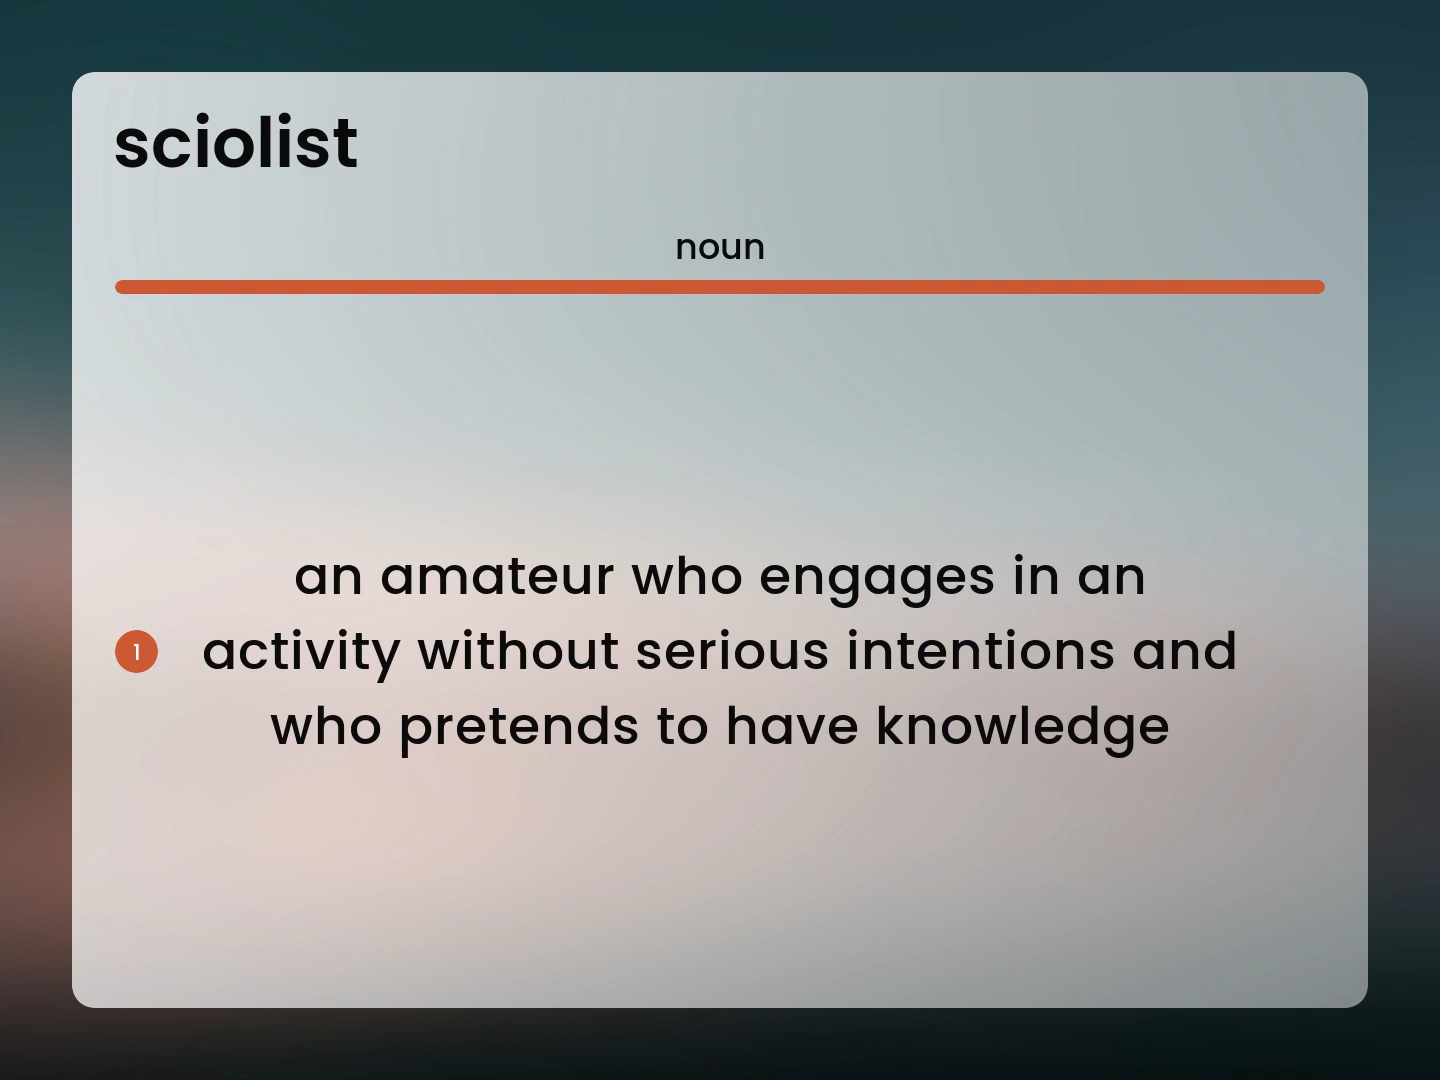 sciolist
noun
an amateur who engages in an
1 activity without serious intentions and
who pretends to have knowledge